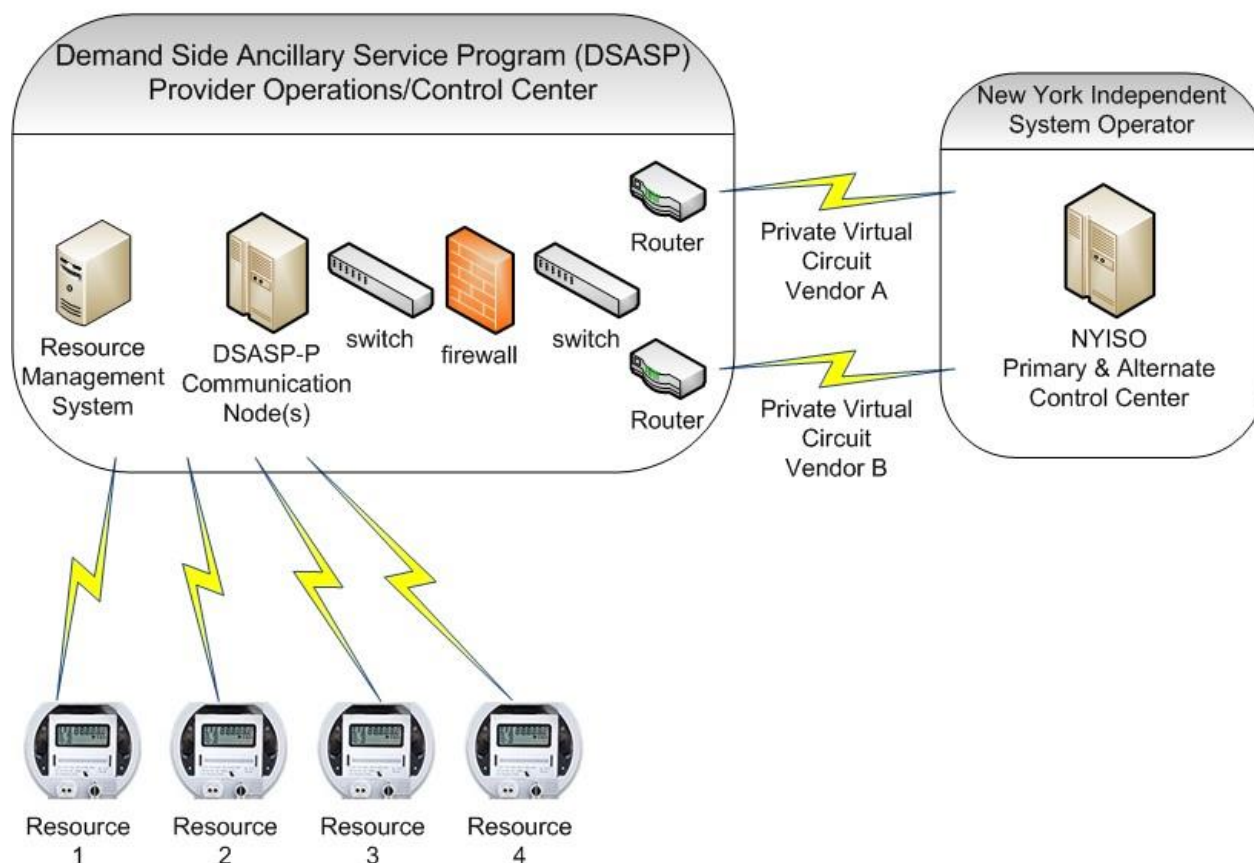 Demand Side Ancillary Service Program (DSASP)
Provider Operations/Control Center
New York Independent
System Operator
Router
Private Virtual
Circuit
Vendor A
Resource
Management
System
DSASP-P
Communication
Node(s)
switch
firewall
switch
Router
Private Virtual
Circuit
Vendor B
NYISO
Primary & Alternate
Control Center
Resource
1
Resource
2
Resource
3
Resource
4